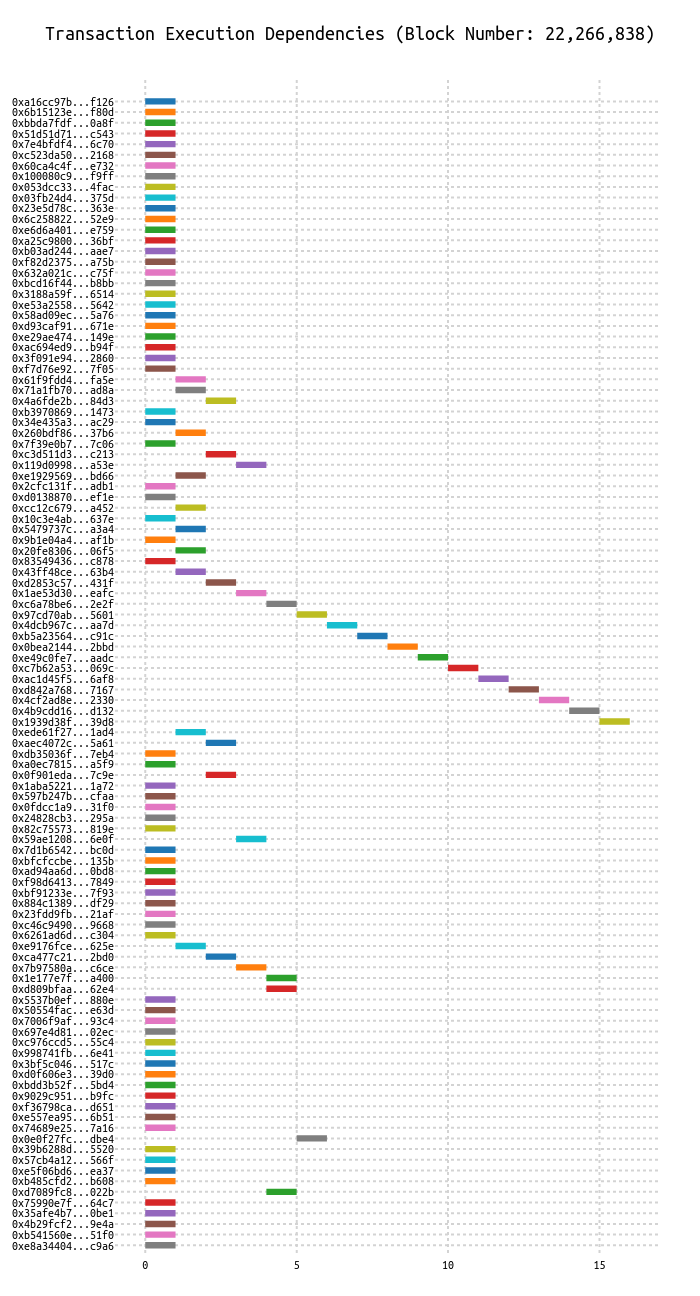 Transaction Execution Dependencies (Block Number: 22,266,838)
0xa16cc97b...f126
0x6b15123e...f80d
0xbbda7fdf...0a8f
0x51d51d71...c543
0x7e4bfdf4...6c70
0xc523da50...2168
0x60ca4c4f...e732
0x100080c9...f9ff
0x053dcc33...4fac
0x03fb24d4...375d
0x23e5d78c...363e
0x6c258822...52e9
0xe6d6a401...e759
0xa25c9800...36bf
0xb03ad244...aae7
0xf82d2375...a75b
0x632a021c...c75f
0xbcd16f44...b8bb
0x3188a59f...6514
0xe53a2558...5642
0x58ad09ec...5a76
0xd93caf91...671e
0xe29ae474...149e
0xac694ed9...b94f
0x3f091e94...2860
0xf7d76e92...7f05
0x61f9fdd4...fa5e
0x71a1fb70...ad8a
0x4a6fde2b...84d3
0xb3970869...1473
0x34e435a3...ac29
0x260bdf86...37b6
0x7f39e0b7...7c06
0xc3d511d3...c213
0x119d0998...a53e
0xe1929569...bd66
0x2cfc131f...adb1
0xd0138870...ef1e
0xcc12c679...a452
0x10c3e4ab...637e
0x5479737c...a3a4
0x9b1e04a4...af1b
0x20fe8306...06f5
0x83549436...c878
0x43ff48ce...63b4
0xd2853c57...431f
0x1ae53d30...eafc
0xc6a78be6...2e2f
0x97cd70ab...5601
0x4dcb967c...aa7d
0xb5a23564...c91c
0x0bea2144...2bbd
0xe49c0fe7...aadc
0xc7b62a53...069c
0xac1d45f5...6af8
0xd842a768...7167
0x4cf2ad8e...2330
0x4b9cdd16...d132
0x1939d38f...39d8
0xede61f27...1ad4
0xaec4072c...5a61
0xdb35036f...7eb4
0xa0ec7815...a5f9
0x0f901eda...7c9e
0x1aba5221...1a72
0x597b247b...cfaa
0x0fdcc1a9...31f0
0x24828cb3...295a
0x82c75573...819e
0x59ae1208...6e0f
0x7d1b6542...bc0d
0xbfcfccbe...135b
0xad94aa6d...0bd8
0xf98d6413...7849
0xbf91233e...7f93
0x884c1389...df29
0x23fdd9fb...21af
0xc46c9490...9668
0x6261ad6d...c304
0xe9176fce...625e
0xca477c21...2bd0
0x7b97580a...c6ce
0x1e177e7f...a400
0xd809bfaa...62e4
0x5537b0ef...880e
0x50554fac...e63d
0x7006f9af...93c4
0x697e4d81...02ec
0xc976ccd5...55c4
0x998741fb...6e41
0x3bf5c046...517c
0xd0f606e3...39d0
0xbdd3b52f...5bd4
0x9029c951...b9fc
0xf36798ca...d651
0xe557ea95...6b51
0x74689e25...7a16
0x0e0f27fc...dbe4
0x39b6288d...5520
0x57cb4a12...566f
0xe5f06bd6...ea37
0xb485cfd2...b608
0xd7089fc8...022b
0x75990e7f...64c7
0x35afe4b7...0be1
0x4b29fcf2...9e4a
0xb541560e...51f0
0xe8a34404...c9a6
0 5 10 15